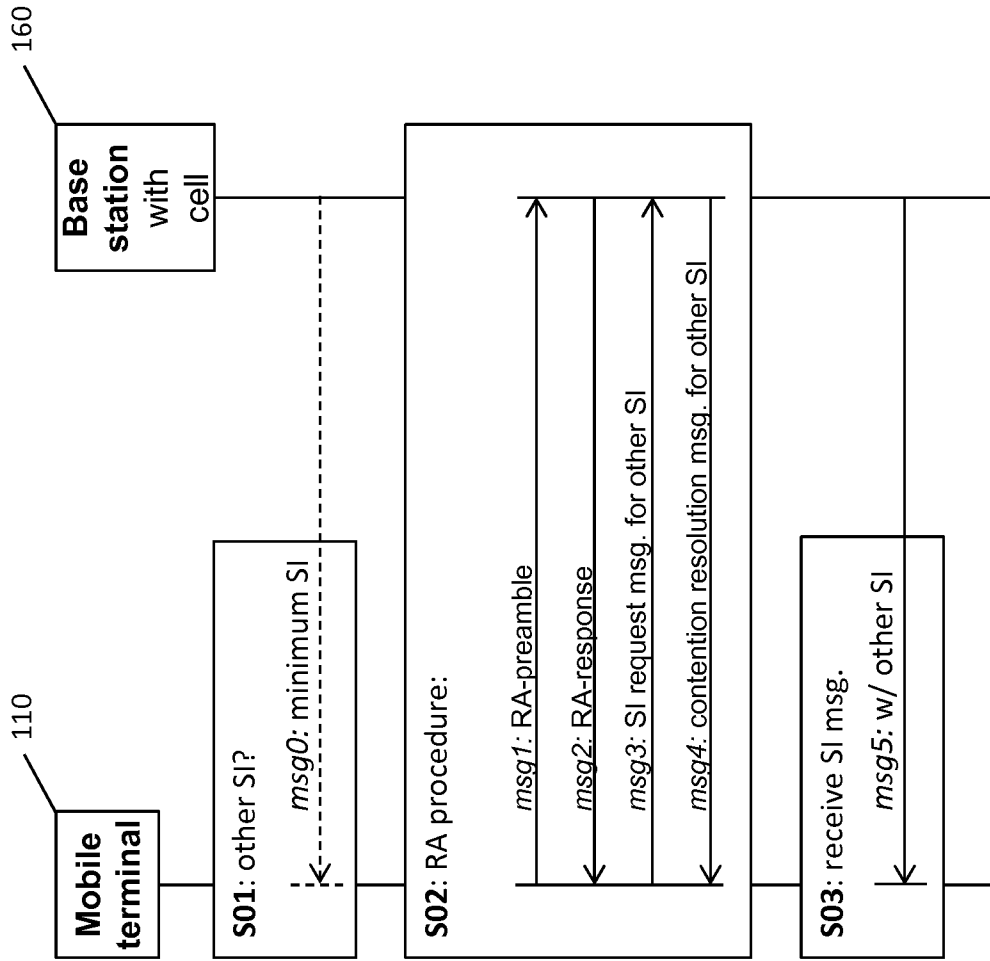 110
160
Mobile
terminal
Base
station
with
cell
S01: other SI?
msg0: minimum SI
S02: RA procedure:
msg1: RA-preamble
msg2: RA-response
msg3: SI request msg. for other SI
msg4: contention resolution msg. for other SI
S03: receive SI msg.
msg5: w/ other SI